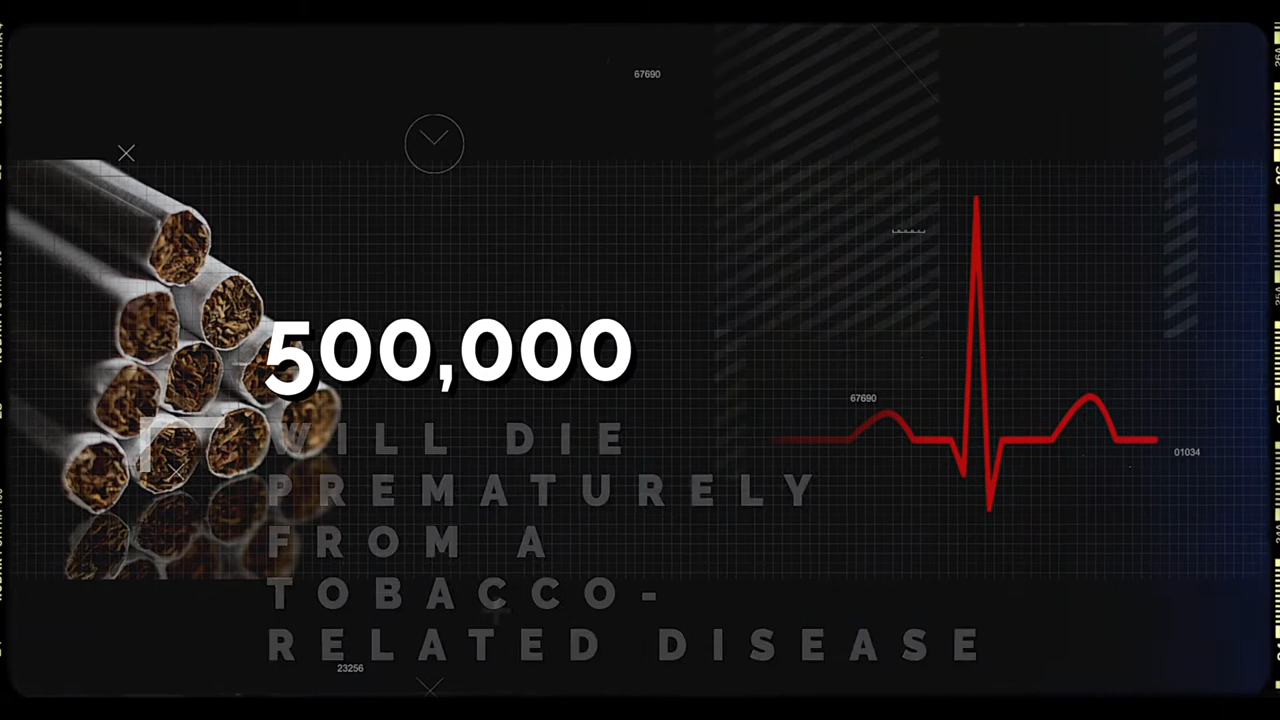 67690
500,000
67690
WILL DIE
01034
PREMATURELY
FROM A
TOBACCO-
RELATED DISEASE
23256